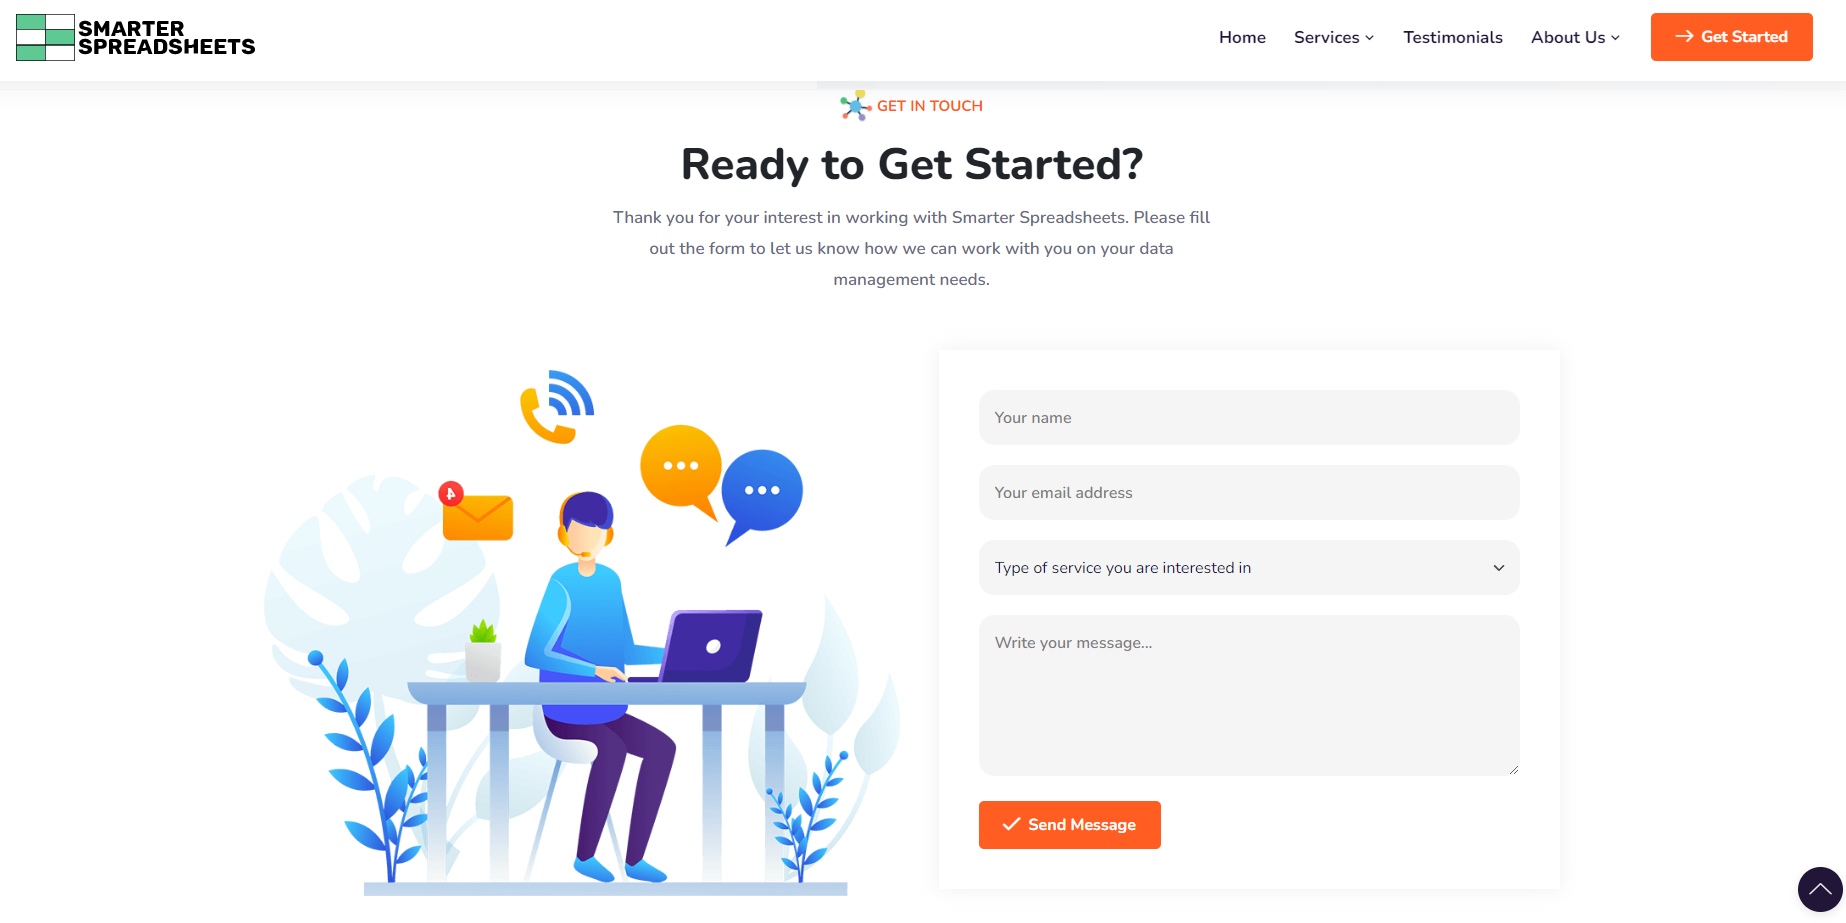 SMARTER
SPREADSHEETS
Home
Services
Testimonials
About Us
Get Started
GET IN TOUCH
Ready to Get Started?
Thank you for your interest in working with Smarter Spreadsheets. Please fill
out the form to let us know how we can work with you on your data
management needs.
4
Your name
Your email address
Type of service you are interested in
Write your message...
Send Message